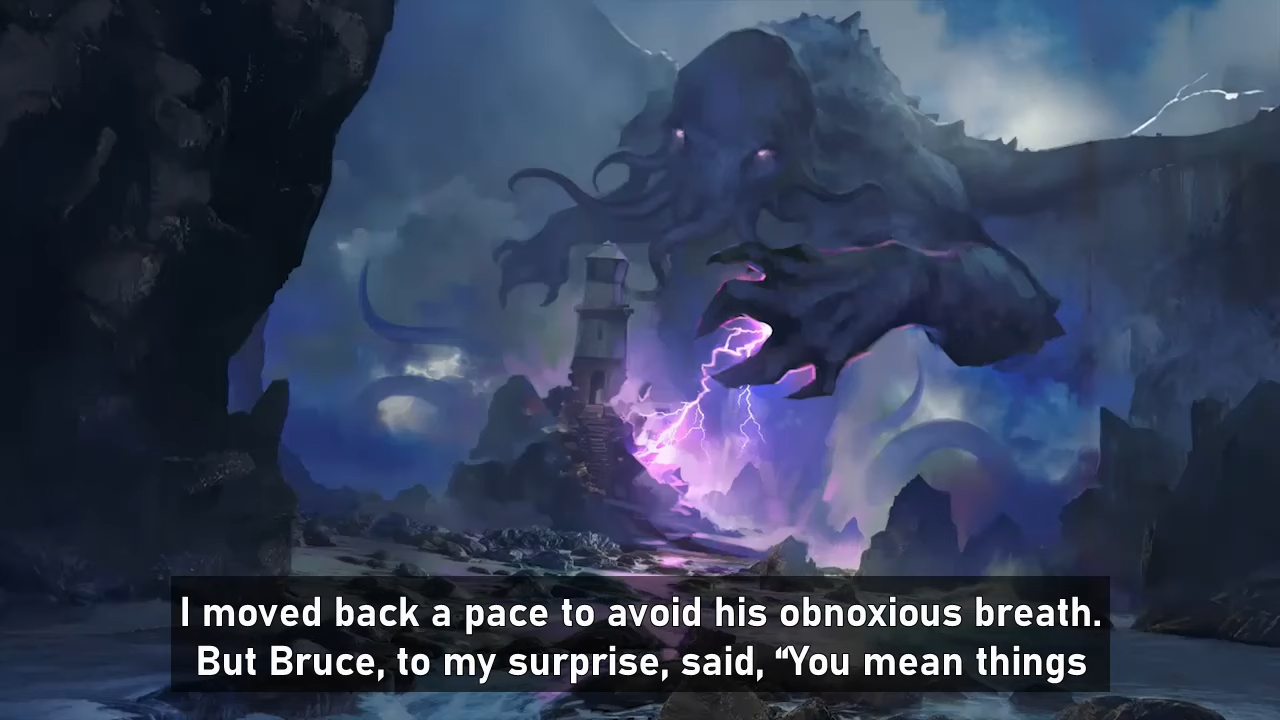 I moved back a pace to avoid his obnoxious breath.
But Bruce, to my surprise, said, “You mean things